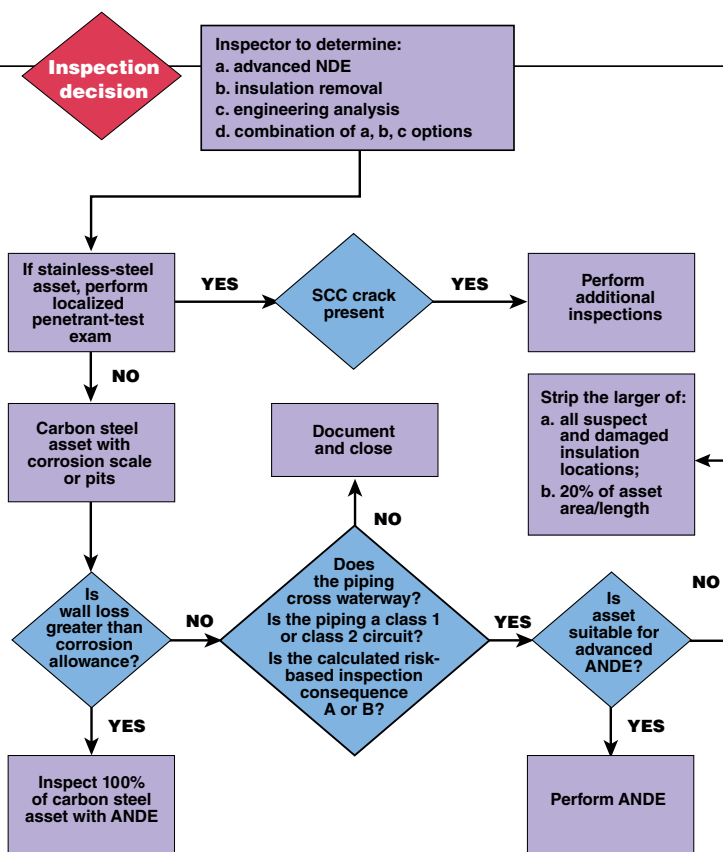 Inspection
decision
Inspector to determine:
a. advanced NDE
b. insulation removal
c. engineering analysis
d. combination of a, b, c options
If stainless-steel
asset, perform
localized
penetrant-test
exam
YES
SCC crack
present
YES
Perform
additional
inspections
NO
Carbon steel
asset with
corrosion scale
or pits
Document
and close
Strip the larger of:
a. all suspect
and damaged
insulation
locations;
b. 20% of asset
area/length
NO
Is
wall loss
greater than
corrosion
allowance?
NO
Does
the piping
cross waterway?
Is the piping a class 1
or class 2 circuit?
Is the calculated risk-
based inspection
consequence
A or B?
YES
Is
asset
suitable for
advanced
ANDE?
NO
YES
Inspect 100%
of carbon steel
asset with ANDE
YES
Perform ANDE